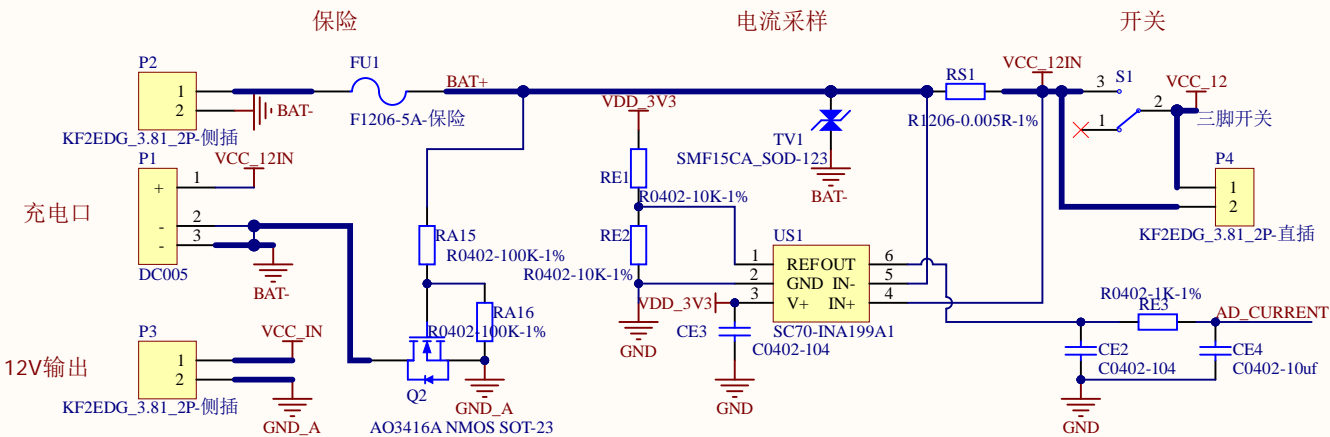 保险
电流采样
开关
P2
1
2
BAT-
KF2EDG_3.81_2P-侧插
FU1
F1206-5A-保险
BAT+
VDD_3V3
TV1
SMF15CA_SOD-123
BAT-
RS1
R1206-0.005R-1%
VCC_12IN
3
S1
2
1
VCC_12
三脚开关
P4
1
2
KF2EDG_3.81_2P-直插
充电口
P1
+
-
-
1
2
3
DC005
VCC_12IN
BAT-
RA15
R0402-100K-1%
RA16
R0402-100K-1%
RE1
R0402-10K-1%
RE2
R0402-10K-1%
GND
VDD_3V3
CE3
C0402-104
GND
US1
1
2
3
REF
OUT
GND
IN-
V+
IN+
6
5
4
SC70-INA199A1
R0402-1K-1%
RE3
AD_CURRENT
CE2
C0402-104
CE4
C0402-10uf
GND
12V输出
P3
1
2
KF2EDG_3.81_2P-侧插
VCC_IN
GND_A
Q2
GND_A
AO3416A NMOS SOT-23